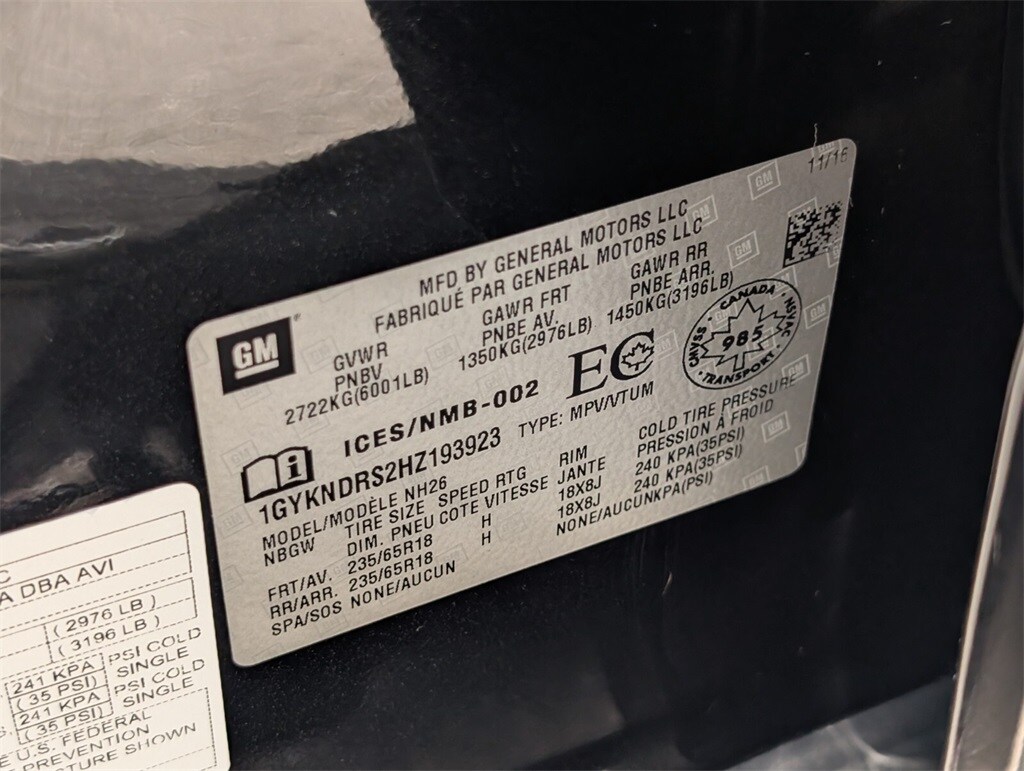 11/16
MFD BY GENERAL MOTORS LLC
FABRIQUÉ PAR GENERAL MOTORS LLC
GM
GVWR GAWR FRT GAWR RR
PNBV PNBE AV. PNBE ARR.
2722KG(6001LB) 1350KG(2976LB) 1450KG(3196LB)
ICES/NMB-002 EC
CANADA
CMVSS 985 NSVAC
TRANSPORT
1GYKNDRS2HZ193923 TYPE: MPV/VTUM
MODEL/MODÈLE NH26
NBGW TIRE SIZE SPEED RTG RIM COLD TIRE PRESSURE
DIM. PNEU COTE VITESSE JANTE PRESSION À FROID
FRT/AV. 235/65R18 H 18X8J 240 KPA(35PSI)
RR/ARR. 235/65R18 H 18X8J 240 KPA(35PSI)
SPA/SOS NONE/AUCUN NONE/AUCUNKPA(PSI)
C
A DBA AVI
( 2976 LB )
( 3196 LB )
241 KPA PSI COLD
( 35 PSI) SINGLE
241 KPA PSI COLD
( 35 PSI) SINGLE
E U.S. FEDERAL
PREVENTION
TURE SHOWN